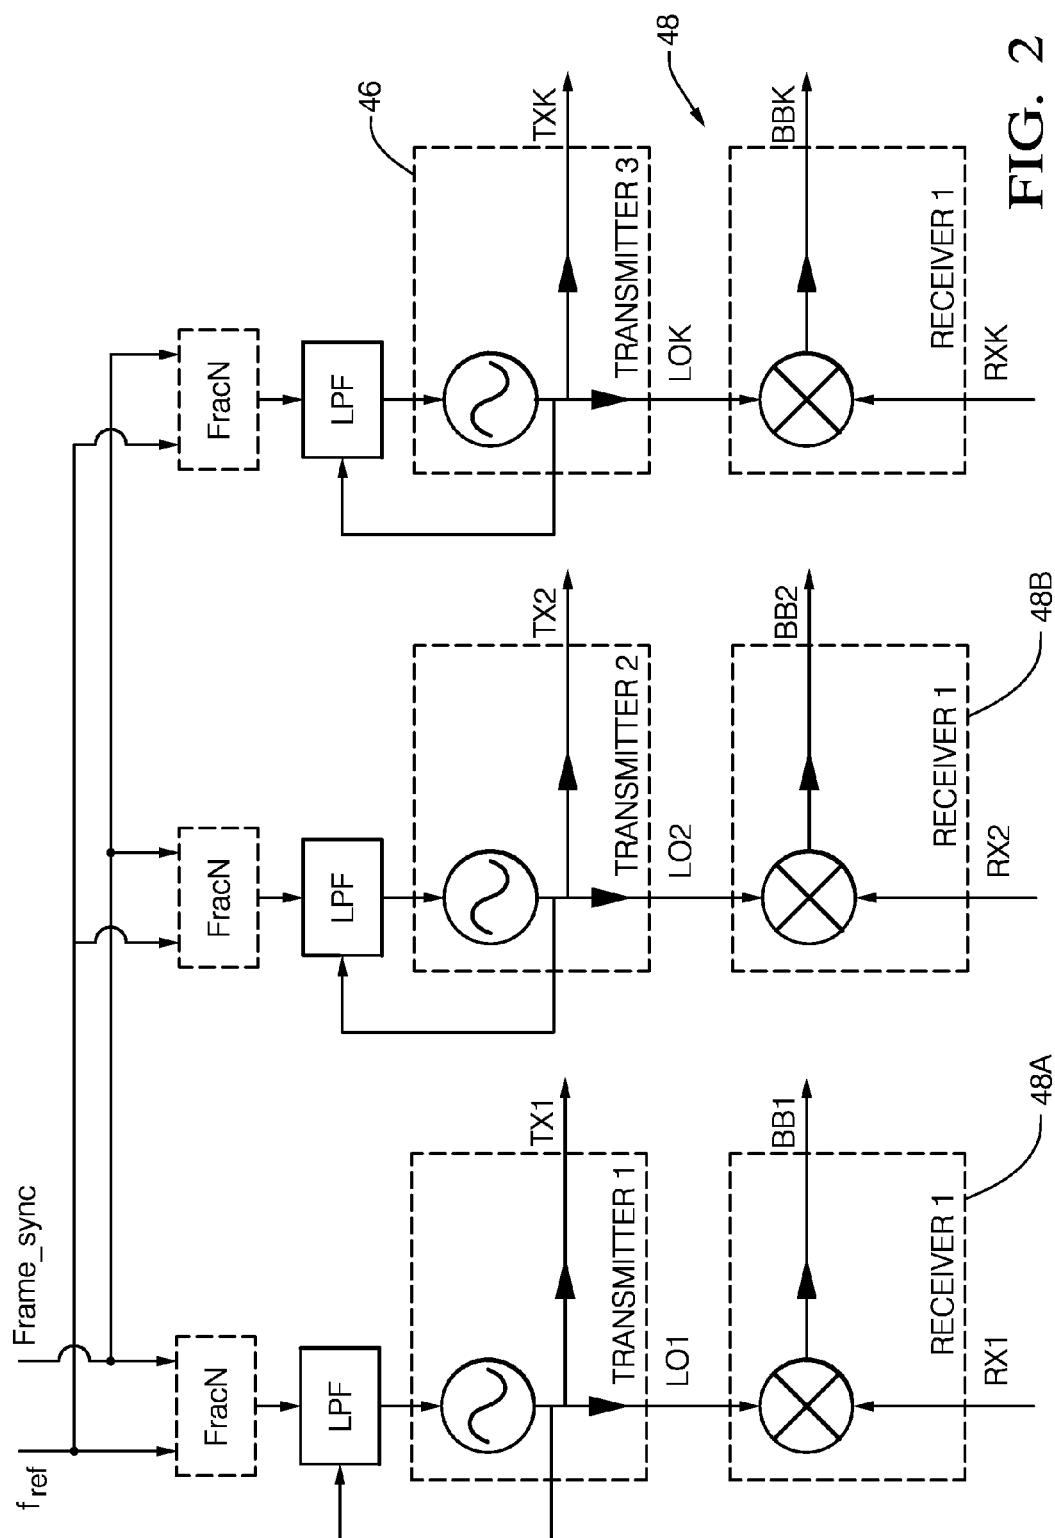 f_ref
Frame_sync
FracN
FracN
FracN
LPF
LPF
LPF
46
TRANSMITTER 1
TX1
TRANSMITTER 2
TX2
TRANSMITTER 3
TXK
LO1
LO2
LOK
48
RECEIVER 1
BB1
RECEIVER 1
BB2
RECEIVER 1
BBK
RX1
48A
RX2
48B
RXK
FIG. 2